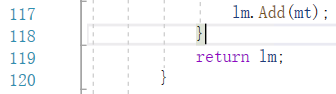 117 lm.Add(mt);
118 }
119 return lm;
120 }